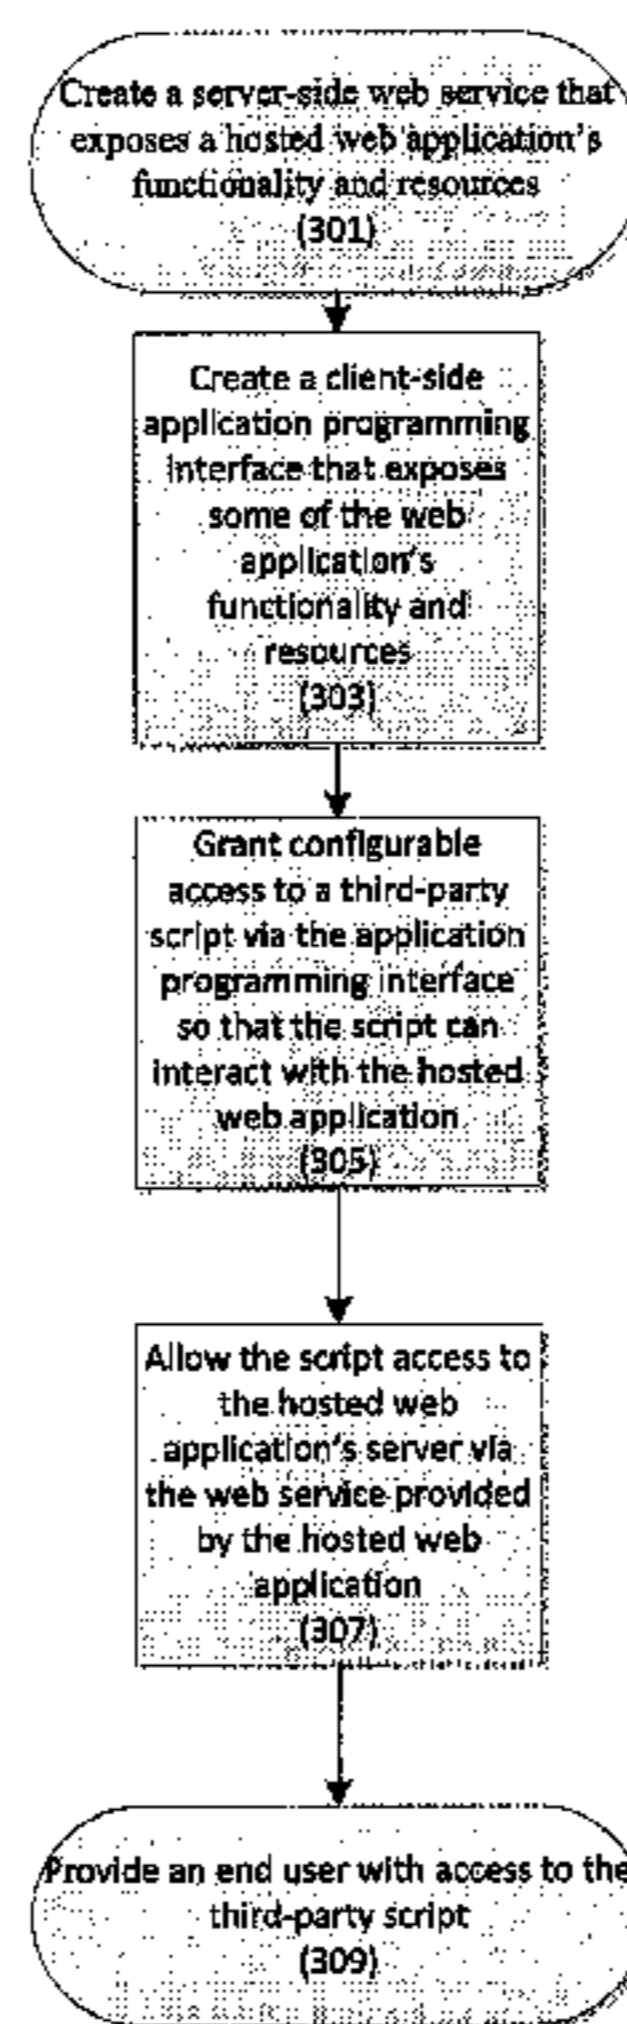 Create a server-side web service that
exposes a hosted web application's
functionality and resources
(301)
Create a client-side
application programming
interface that exposes
some of the web
application's
functionality and
resources
(303)
Grant configurable
access to a third-party
script via the application
programming interface
so that the script can
interact with the hosted
web application
(305)
Allow the script access to
the hosted web
application's server via
the web service provided
by the hosted web
application
(307)
Provide an end user with access to the
third-party script
(309)